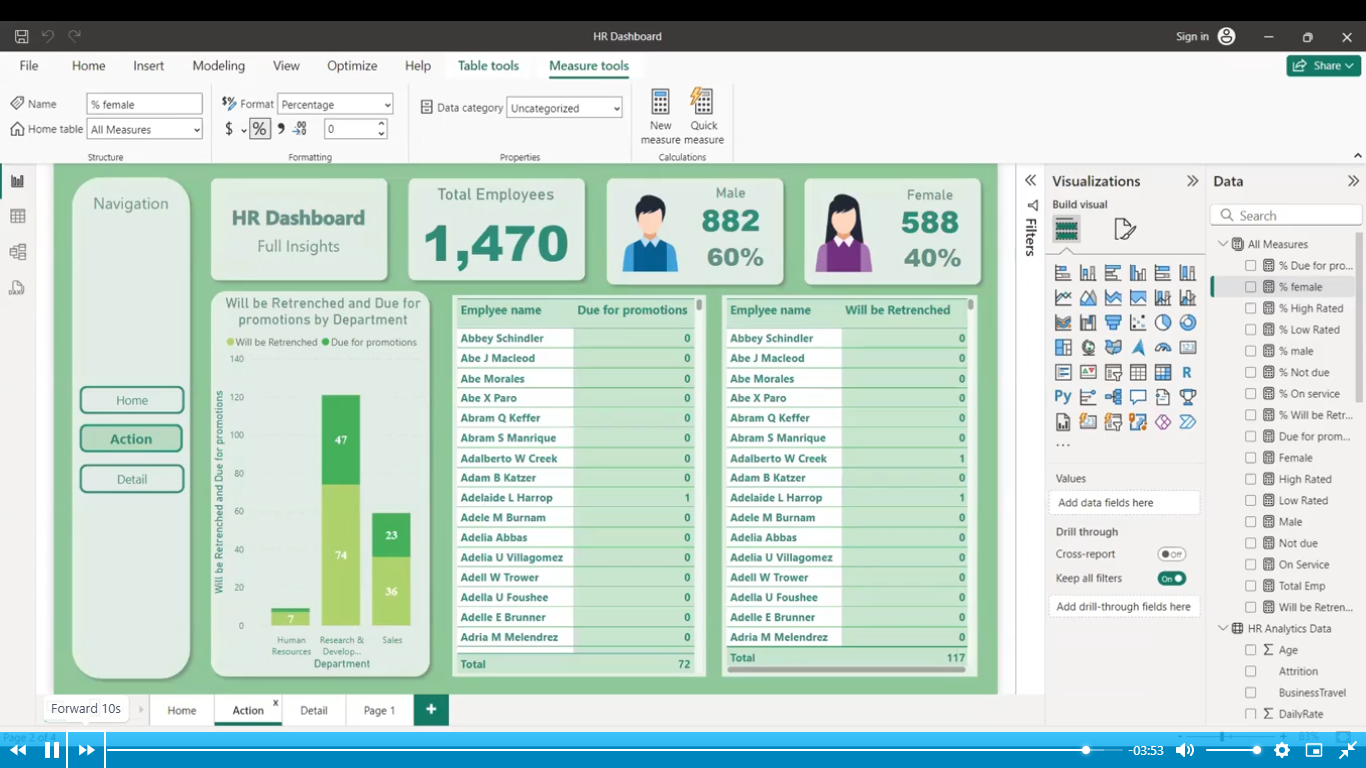 HR Dashboard
Sign in
File Home Insert Modeling View Optimize Help Table tools Measure tools
Share
Name % female
Home table All Measures
Structure
$% Format Percentage
$ % 0
Formatting
Data category Uncategorized
Properties
New measure
Quick measure
Calculations
Navigation
Home
Action
Detail
HR Dashboard
Full Insights
Total Employees
1,470
Male
882
60%
Female
588
40%
Will be Retrenched and Due for
promotions by Department
Will be Retrenched Due for promotions
Will be Retrenched and Due for promotions
140
120
100
80
60
40
20
0
47
74
23
36
7
Human Resources
Research & Develop...
Sales
Department
Emplyee name Due for promotions
Abbey Schindler 0
Abe J Macleod 0
Abe Morales 0
Abe X Paro 0
Abram Q Keffer 0
Abram S Manrique 0
Adalberto W Creek 0
Adam B Katzer 0
Adelaide L Harrop 1
Adele M Burnam 0
Adelia Abbas 0
Adelia U Villagomez 0
Adell W Trower 0
Adella U Foushee 0
Adelle E Brunner 0
Adria M Melendrez 0
Total 72
Emplyee name Will be Retrenched
Abbey Schindler 0
Abe J Macleod 0
Abe Morales 0
Abe X Paro 0
Abram Q Keffer 0
Abram S Manrique 0
Adalberto W Creek 1
Adam B Katzer 0
Adelaide L Harrop 1
Adele M Burnam 0
Adelia Abbas 0
Adelia U Villagomez 0
Adell W Trower 0
Adella U Foushee 0
Adelle E Brunner 0
Adria M Melendrez 0
Total 117
Filters
Visualizations
Build visual
R
Py
...
Values
Add data fields here
Drill through
Cross-report Off
Keep all filters On
Add drill-through fields here
Data
Search
All Measures
% Due for pro...
% female
% High Rated
% Low Rated
% male
% Not due
% On service
% Will be Retr...
Due for prom...
Female
High Rated
Low Rated
Male
Not due
On Service
Total Emp
Will be Retren...
HR Analytics Data
Age
Attrition
BusinessTravel
DailyRate
Forward 10s
Home Action x Detail Page 1 +
Page 2 of 4
83%
-03:53